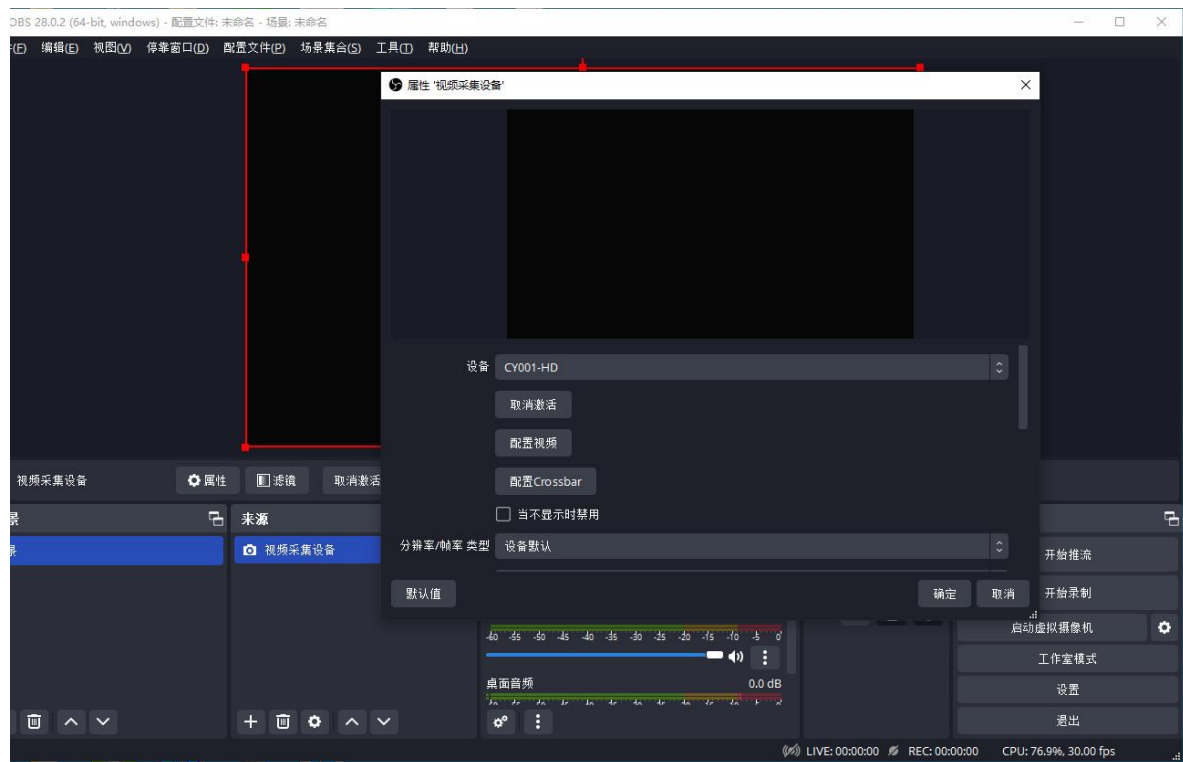 OBS 28.0.2 (64-bit, windows) - 配置文件: 未命名 - 场景: 未命名
(F) 编辑(E) 视图(V) 停靠窗口(D) 配置文件(P) 场景集合(S) 工具(T) 帮助(H)
属性 '视频采集设备'
设备 CY001-HD
取消激活
配置视频
配置Crossbar
当不显示时禁用
分辨率/帧率 类型 设备默认
默认值 确定 取消
视频采集设备 属性 滤镜 取消激活
景 来源
景 视频采集设备
开始推流
开始录制
启动虚拟摄像机
工作室模式
设置
退出
-60 -55 -50 -45 -40 -35 -30 -25 -20 -15 -10 -5 0
桌面音频 0.0 dB
LIVE: 00:00:00 REC: 00:00:00 CPU: 76.9%, 30.00 fps